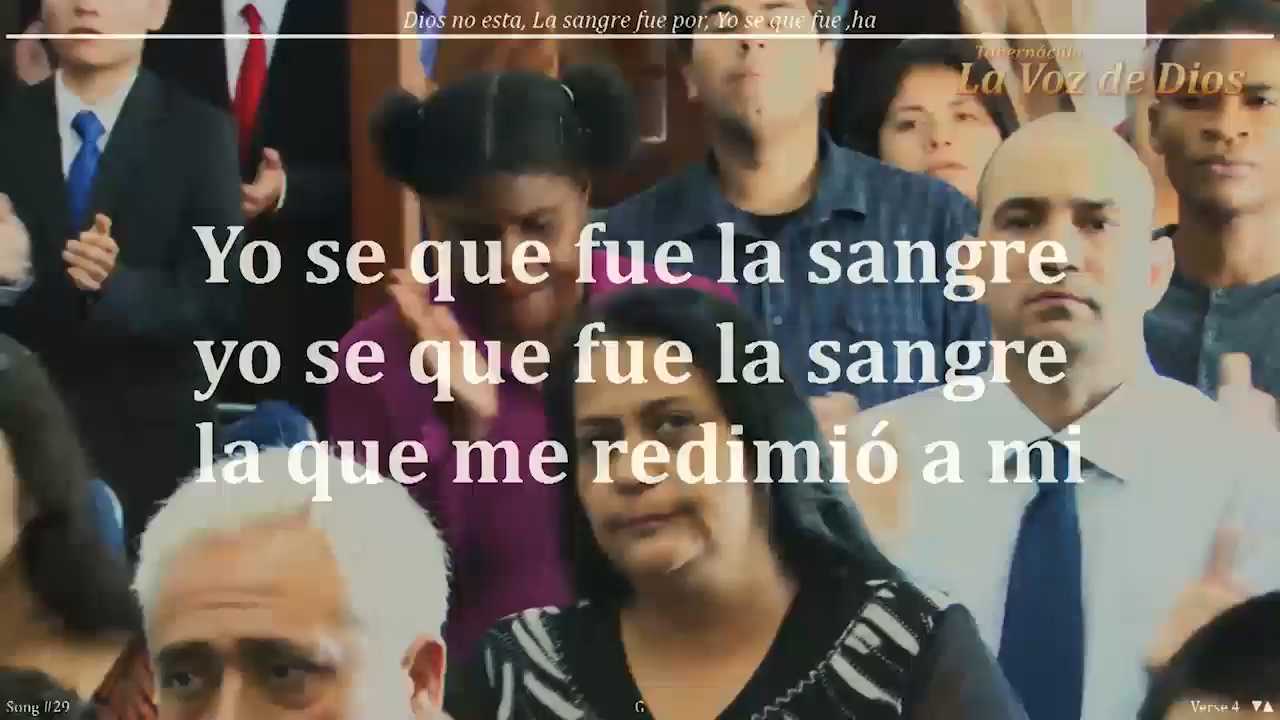 Dios no esta, La sangre fue por, Yo se que fue ,ha
Tabernáculo
La Voz de Dios
Yo se que fue la sangre
yo se que fue la sangre
la que me redimió a mi
Song #29
G
Verse 4 ▼▲